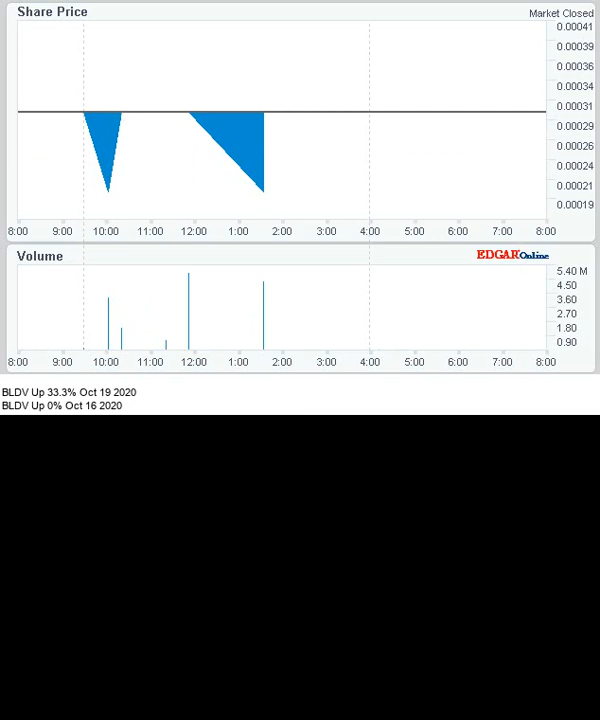 Share Price
Market Closed
0.00041
0.00039
0.00036
0.00034
0.00031
0.00029
0.00026
0.00024
0.00021
0.00019
8:00 9:00 10:00 11:00 12:00 1:00 2:00 3:00 4:00 5:00 6:00 7:00 8:00
Volume
EDGAROnline
5.40 M
4.50
3.60
2.70
1.80
0.90
8:00 9:00 10:00 11:00 12:00 1:00 2:00 3:00 4:00 5:00 6:00 7:00 8:00
BLDV Up 33.3% Oct 19 2020
BLDV Up 0% Oct 16 2020